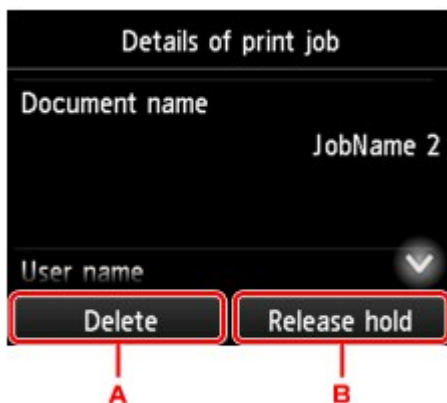 Details of print job
Document name
JobName 2
User name
Delete
Release hold
A
B